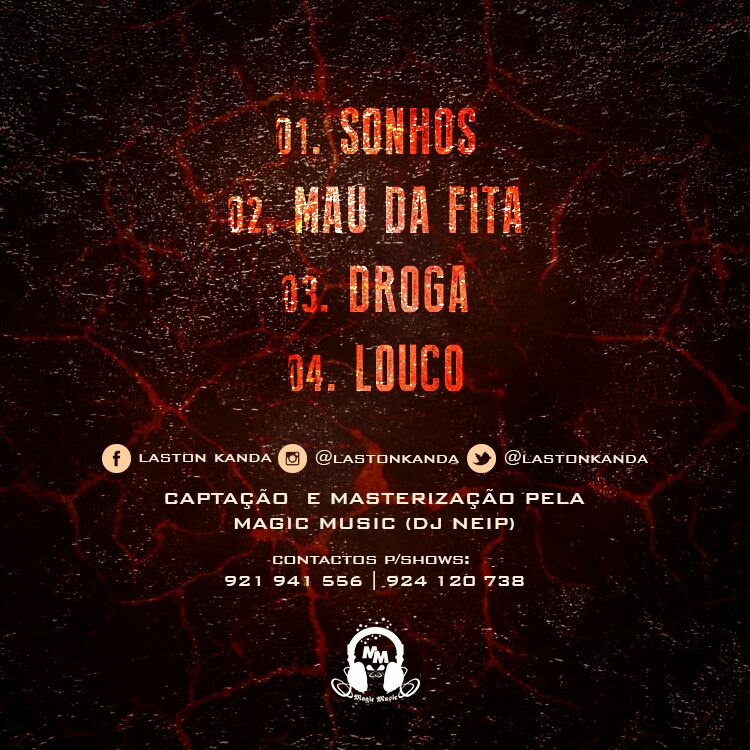 01. SONHOS
02. MAU DA FITA
03. DROGA
04. LOUCO
f LASTON KANDA @LASTONKANDA @LASTONKANDA
CAPTAÇÃO E MASTERIZAÇÃO PELA
MAGIC MUSIC (DJ NEIP)
CONTACTOS P/SHOWS:
921 941 556 | 924 120 738
MM
Magic Music